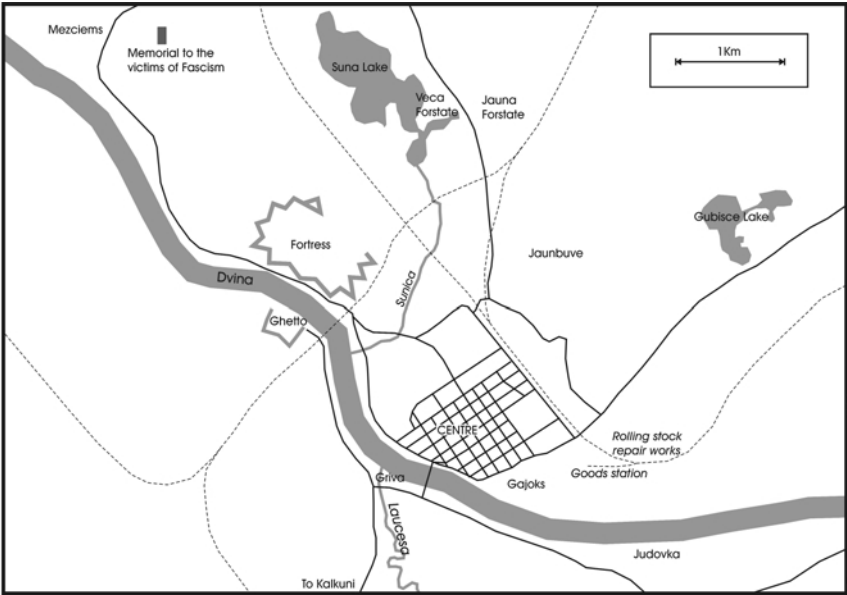 Mezciems
Memorial to the
victims of Fascism
Suna Lake
Veca
Forstate
Jauna
Forstate
1Km
Gubisce Lake
Fortress
Jaunbuve
Dvina
Sunica
Ghetto
CENTRE
Rolling stock
repair works
Goods station
Griva
Gajoks
Laucesa
Judovka
To Kalkuni